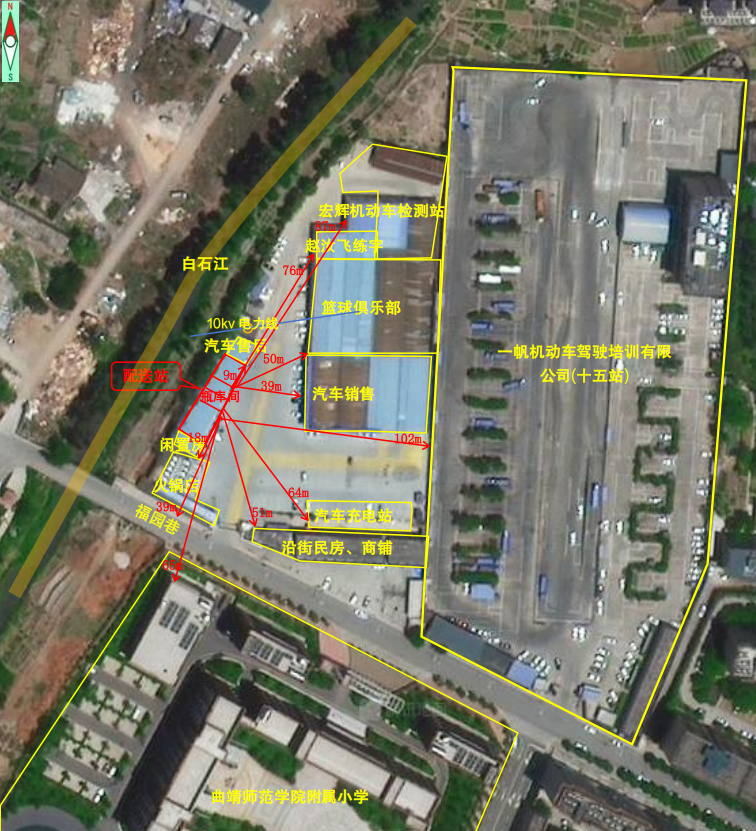 N
S
宏辉机动车检测站
赵法飞练字
76m
白石江
篮球俱乐部
10kv 电力线
汽车售后
50m
一帆机动车驾驶培训有限
公司(十五站)
配送站
9m
39m
瓶库间
汽车销售
18m
102m
闲置房
火锅店
64m
39m
51m
汽车充电站
福园巷
沿街民房、商铺
曲靖师范学院附属小学